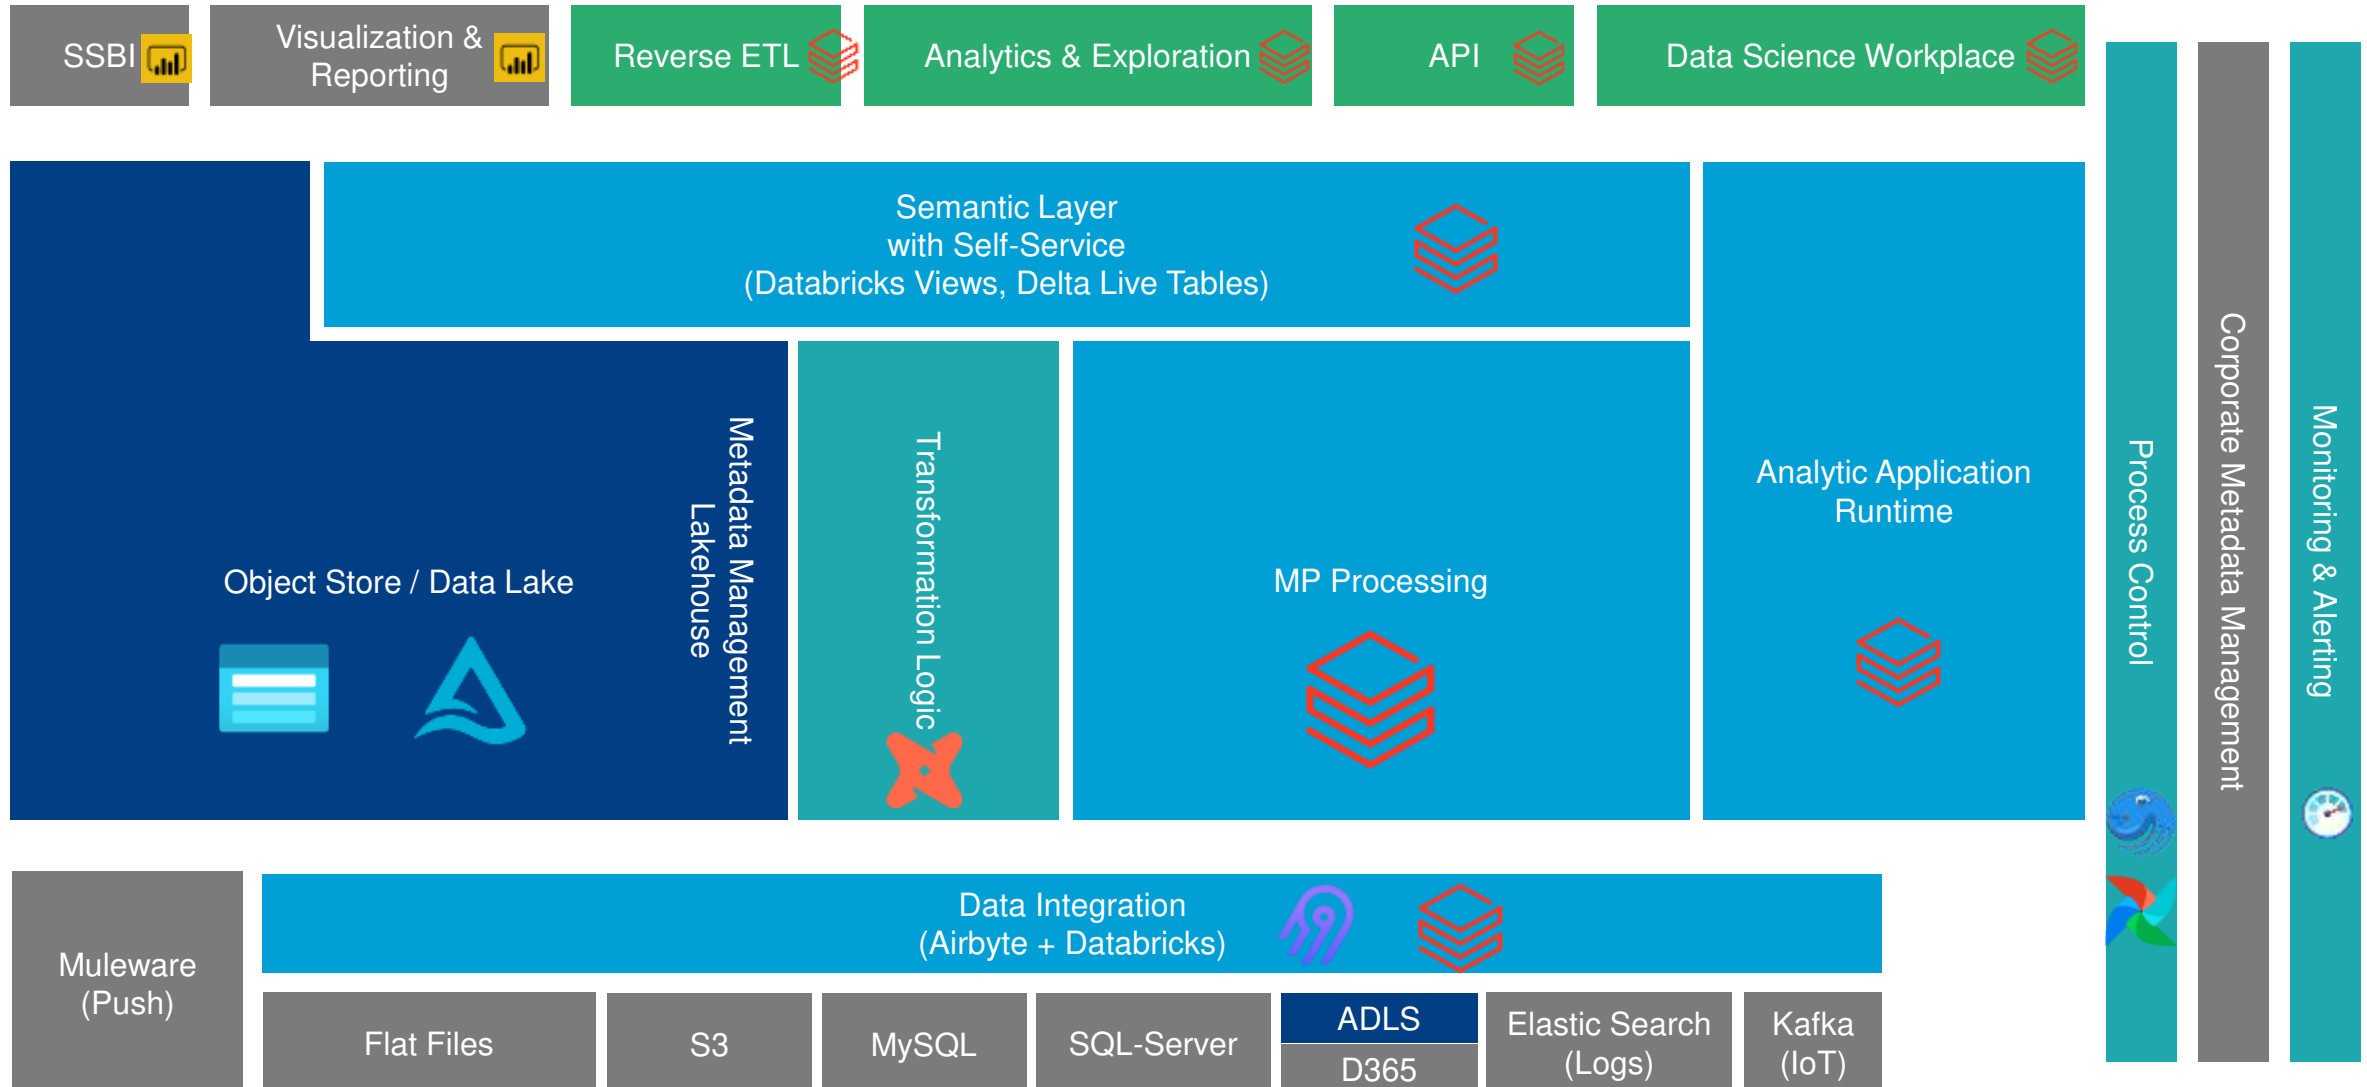 SSBI
Visualization &
Reporting
Reverse ETL
Analytics & Exploration
API
Data Science Workplace
Semantic Layer
with Self-Service
(Databricks Views, Delta Live Tables)
Object Store / Data Lake
Metadata Management
Lakehouse
Transformation Logic
MP Processing
Analytic Application
Runtime
Process Control
Corporate Metadata Management
Monitoring & Alerting
Muleware
(Push)
Data Integration
(Airbyte + Databricks)
Flat Files
S3
MySQL
SQL-Server
ADLS
D365
Elastic Search
(Logs)
Kafka
(IoT)